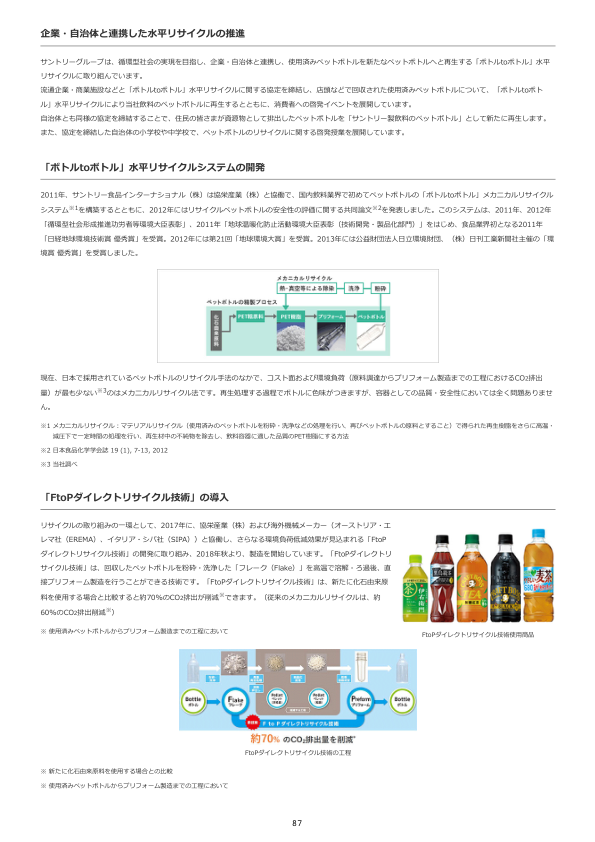 企業・自治体と連携した水平リサイクルの推進
サントリーグループは、循環型社会の実現を目指し、企業・自治体と連携し、使用済みペットボトルを新たなペットボトルへと再生する「ボトルtoボトル」水平
リサイクルに取り組んでいます。
流通企業・商業施設などと「ボトルtoボトル」水平リサイクルに関する協定を締結し、店頭などで回収された使用済みペットボトルについて、「ボトルtoボト
ル」水平リサイクルにより当社飲料のペットボトルに再生するとともに、消費者への啓発イベントを展開しています。
自治体とも同様の協定を締結することで、住民の皆さまが資源物として排出したペットボトルを「サントリー製飲料のペットボトル」として新たに再生します。
また、協定を締結した自治体の小学校や中学校で、ペットボトルのリサイクルに関する啓発授業を展開しています。
「ボトルtoボトル」水平リサイクルシステムの開発
2011年、サントリー食品インターナショナル（株）は協栄産業（株）と協働で、国内飲料業界で初めてペットボトルの「ボトルtoボトル」メカニカルリサイクル
システム※1を構築するとともに、2012年にはリサイクルペットボトルの安全性の評価に関する共同論文※2を発表しました。このシステムは、2011年、2012年
「循環型社会形成推進功労者等環境大臣表彰」、2011年「地球温暖化防止活動環境大臣表彰（技術開発・製品化部門）」をはじめ、食品業界初となる2011年
「日経地球環境技術賞 優秀賞」を受賞。2012年には第21回「地球環境大賞」を受賞。2013年には公益財団法人日立環境財団、（株）日刊工業新聞社主催の「環
境賞 優秀賞」を受賞しました。
メカニカルリサイクル
熱・真空等による除染 洗浄 粉砕
ペットボトルの精製プロセス
化石由来原料 PET精原料 PET樹脂 プリフォーム ペットボトル
現在、日本で採用されているペットボトルのリサイクル手法のなかで、コスト面および環境負荷（原料調達からプリフォーム製造までの工程におけるCO2排出
量）が最も少ない※3のはメカニカルリサイクル法です。再生処理する過程でボトルに色味がつきますが、容器としての品質・安全性においては全く問題ありませ
ん。
※1 メカニカルリサイクル：マテリアルリサイクル（使用済みのペットボトルを粉砕・洗浄などの処理を行い、再びペットボトルの原料とすること）で得られた再生樹脂をさらに高温・
減圧下で一定時間の処理を行い、再生材中の不純物を除去し、飲料容器に適した品質のPET樹脂にする方法
※2 日本食品化学学会誌 19 (1), 7-13, 2012
※3 当社調べ
「FtoPダイレクトリサイクル技術」の導入
リサイクルの取り組みの一環として、2017年に、協栄産業（株）および海外機械メーカー（オーストリア・エ
レマ社（EREMA）、イタリア・シパ社（SIPA））と協働し、さらなる環境負荷低減効果が見込まれる「FtoP
ダイレクトリサイクル技術」の開発に取り組み、2018年秋より、製造を開始しています。「FtoPダイレクトリ
サイクル技術」は、回収したペットボトルを粉砕・洗浄した「フレーク（Flake）」を高温で溶解・ろ過後、直
接プリフォーム製造を行うことができる技術です。「FtoPダイレクトリサイクル技術」は、新たに化石由来原
料を使用する場合と比較すると約70%のCO2排出が削減※できます。（従来のメカニカルリサイクルは、約
60%のCO2排出削減※）
※ 使用済みペットボトルからプリフォーム製造までの工程において
伊右衛門
麦茶
FtoPダイレクトリサイクル技術使用商品
Bottle ボトル
Flake フレーク
Preform プリフォーム
Bottle ボトル
F to P ダイレクトリサイクル技術
約70% のCO2排出量を削減※
FtoPダイレクトリサイクル技術の工程
※ 新たに化石由来原料を使用する場合との比較
※ 使用済みペットボトルからプリフォーム製造までの工程において
87